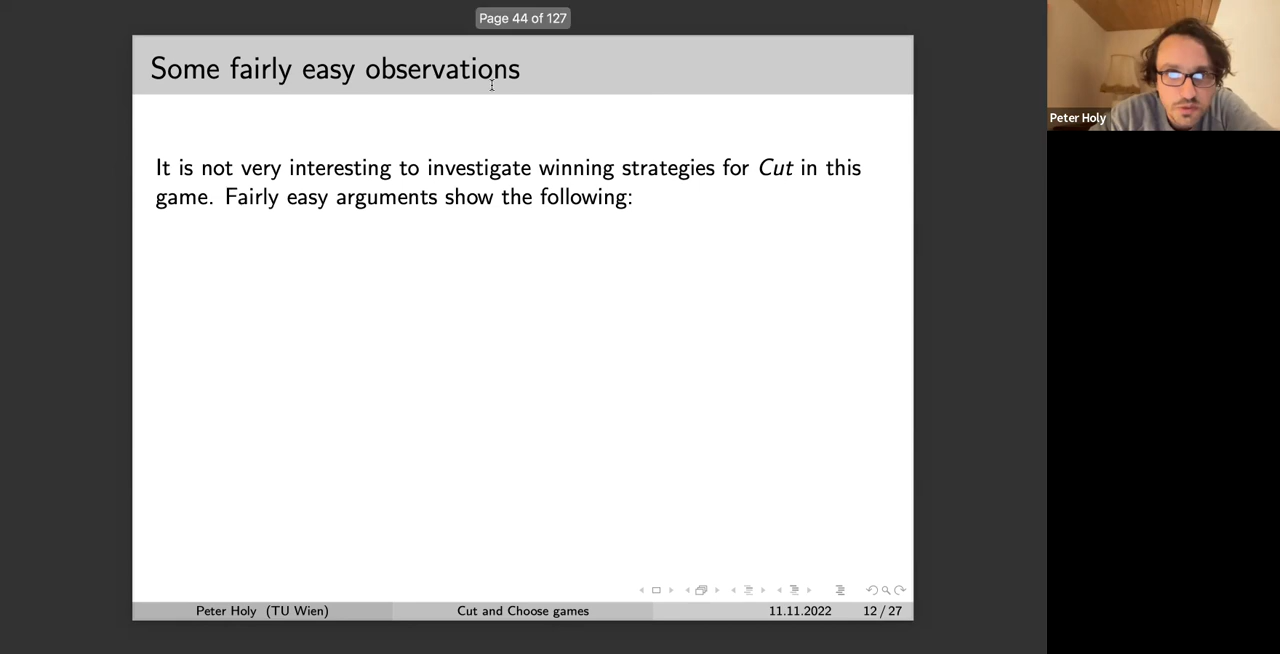 Page 44 of 127
Some fairly easy observations
Peter Holy
It is not very interesting to investigate winning strategies for Cut in this
game. Fairly easy arguments show the following:
Peter Holy (TU Wien)
Cut and Choose games
11.11.2022
12 / 27